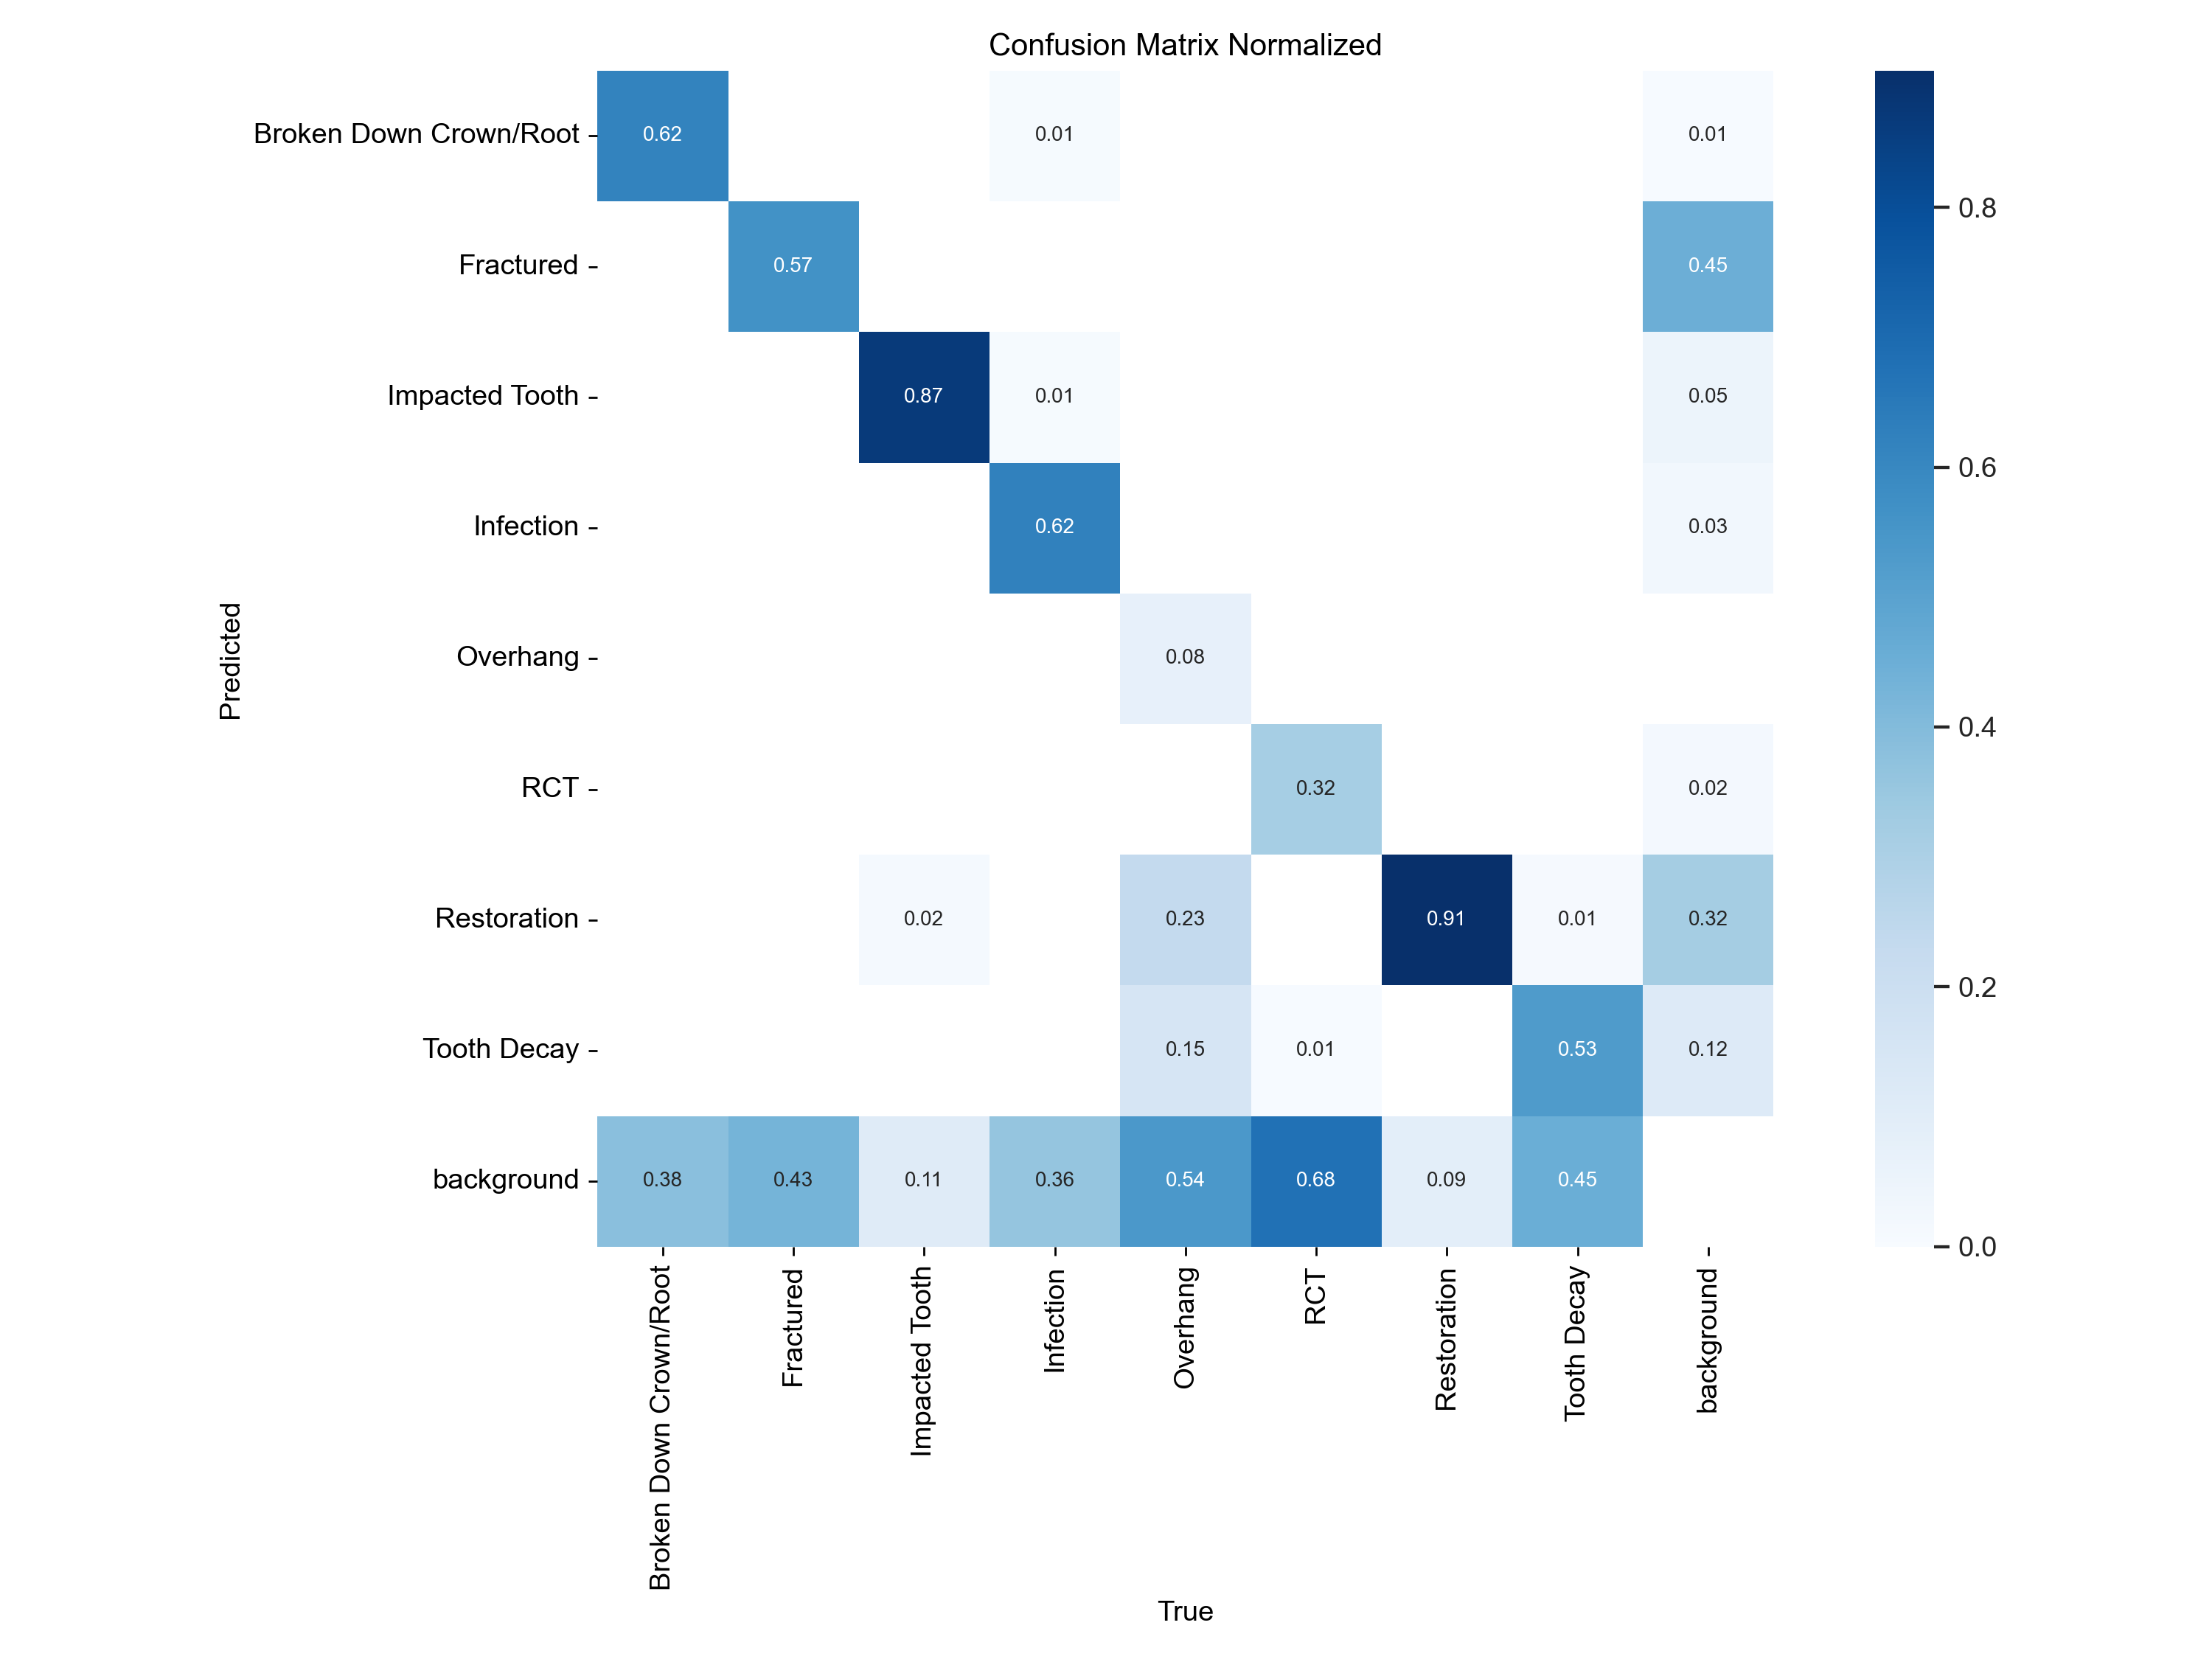 Confusion Matrix Normalized
Broken Down Crown/Root 0.62 0.01 0.01
Fractured 0.57 0.45
Impacted Tooth 0.87 0.01 0.05
Infection 0.62 0.03
Overhang 0.08
RCT 0.32 0.02
Restoration 0.02 0.23 0.91 0.01 0.32
Tooth Decay 0.15 0.01 0.53 0.12
background 0.38 0.43 0.11 0.36 0.54 0.68 0.09 0.45
Predicted
Broken Down Crown/Root
Fractured
Impacted Tooth
Infection
Overhang
RCT
Restoration
Tooth Decay
background
True
0.8
0.6
0.4
0.2
0.0